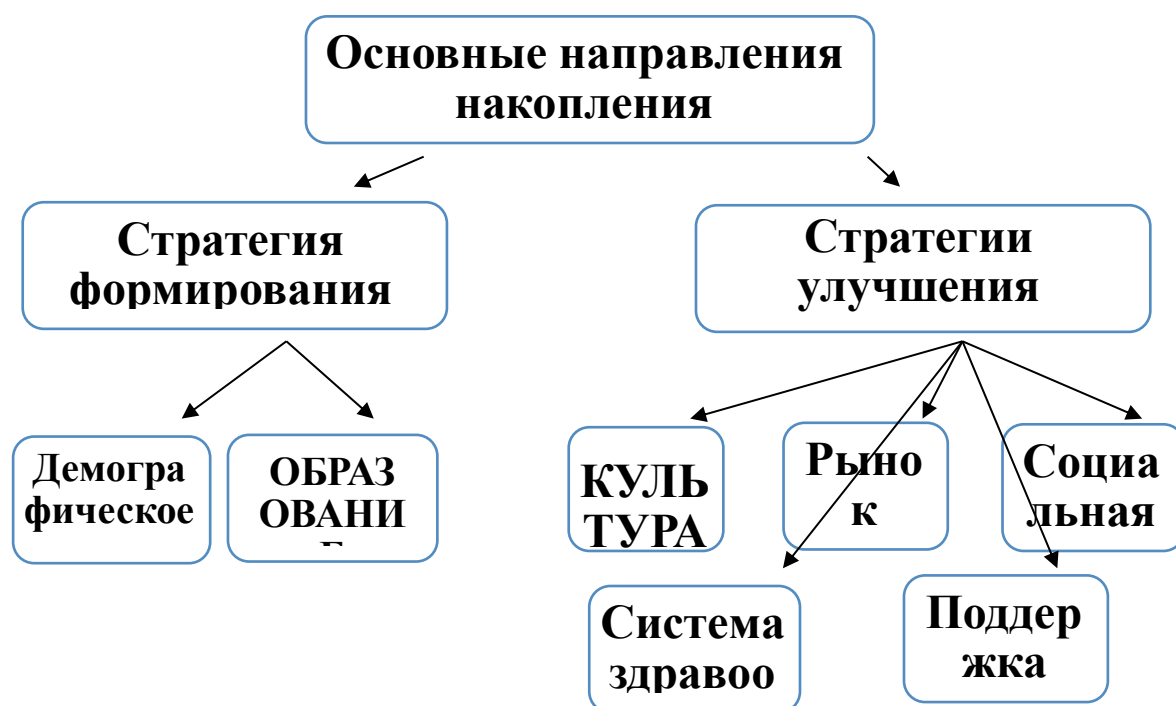 Основные направления
накопления
Стратегия
формирования
Стратегии
улучшения
Демогра
фическое
ОБРАЗ
ОВАНИ
КУЛЬ
ТУРА
Рыно
к
Социа
льная
Система
здравоо
Поддер
жка